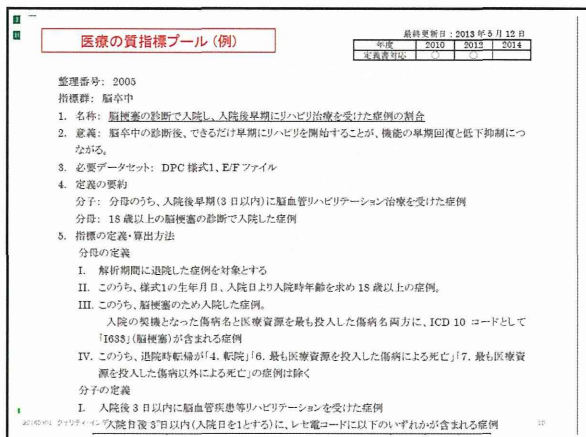 医療の質指標プール(例)
最終更新日：2013年5月12日
年度 2010 2012 2014
定義書対応 ○ ○
整理番号: 2005
指標群: 脳卒中
1. 名称: 脳梗塞の診断で入院し、入院後早期にリハビリ治療を受けた症例の割合
2. 意義: 脳卒中の診断後、できるだけ早期にリハビリを開始することが、機能の早期回復と低下抑制につ
ながる。
3. 必要データセット: DPC 様式1、E/F ファイル
4. 定義の要約
分子: 分母のうち、入院後早期(3日以内)に脳血管リハビリテーション治療を受けた症例
分母: 18歳以上の脳梗塞の診断で入院した症例
5. 指標の定義・算出方法
分母の定義
I. 解析期間に退院した症例を対象とする
II. このうち、様式1の生年月日、入院日より入院時年齢を求め18歳以上の症例。
III. このうち、脳梗塞のため入院した症例。
入院の契機となった傷病名と医療資源を最も投入した傷病名両方に、ICD 10 コードとして
「I63$」(脳梗塞)が含まれる症例
IV. このうち、退院時転帰が「4. 転院」「6. 最も医療資源を投入した傷病による死亡」「7. 最も医療資
源を投入した傷病以外による死亡」の症例は除く
分子の定義
I. 入院後3日以内に脳血管疾患等リハビリテーションを受けた症例
入院日後3日以内(入院日を1とする)に、レセ電コードに以下のいずれかが含まれる症例
10